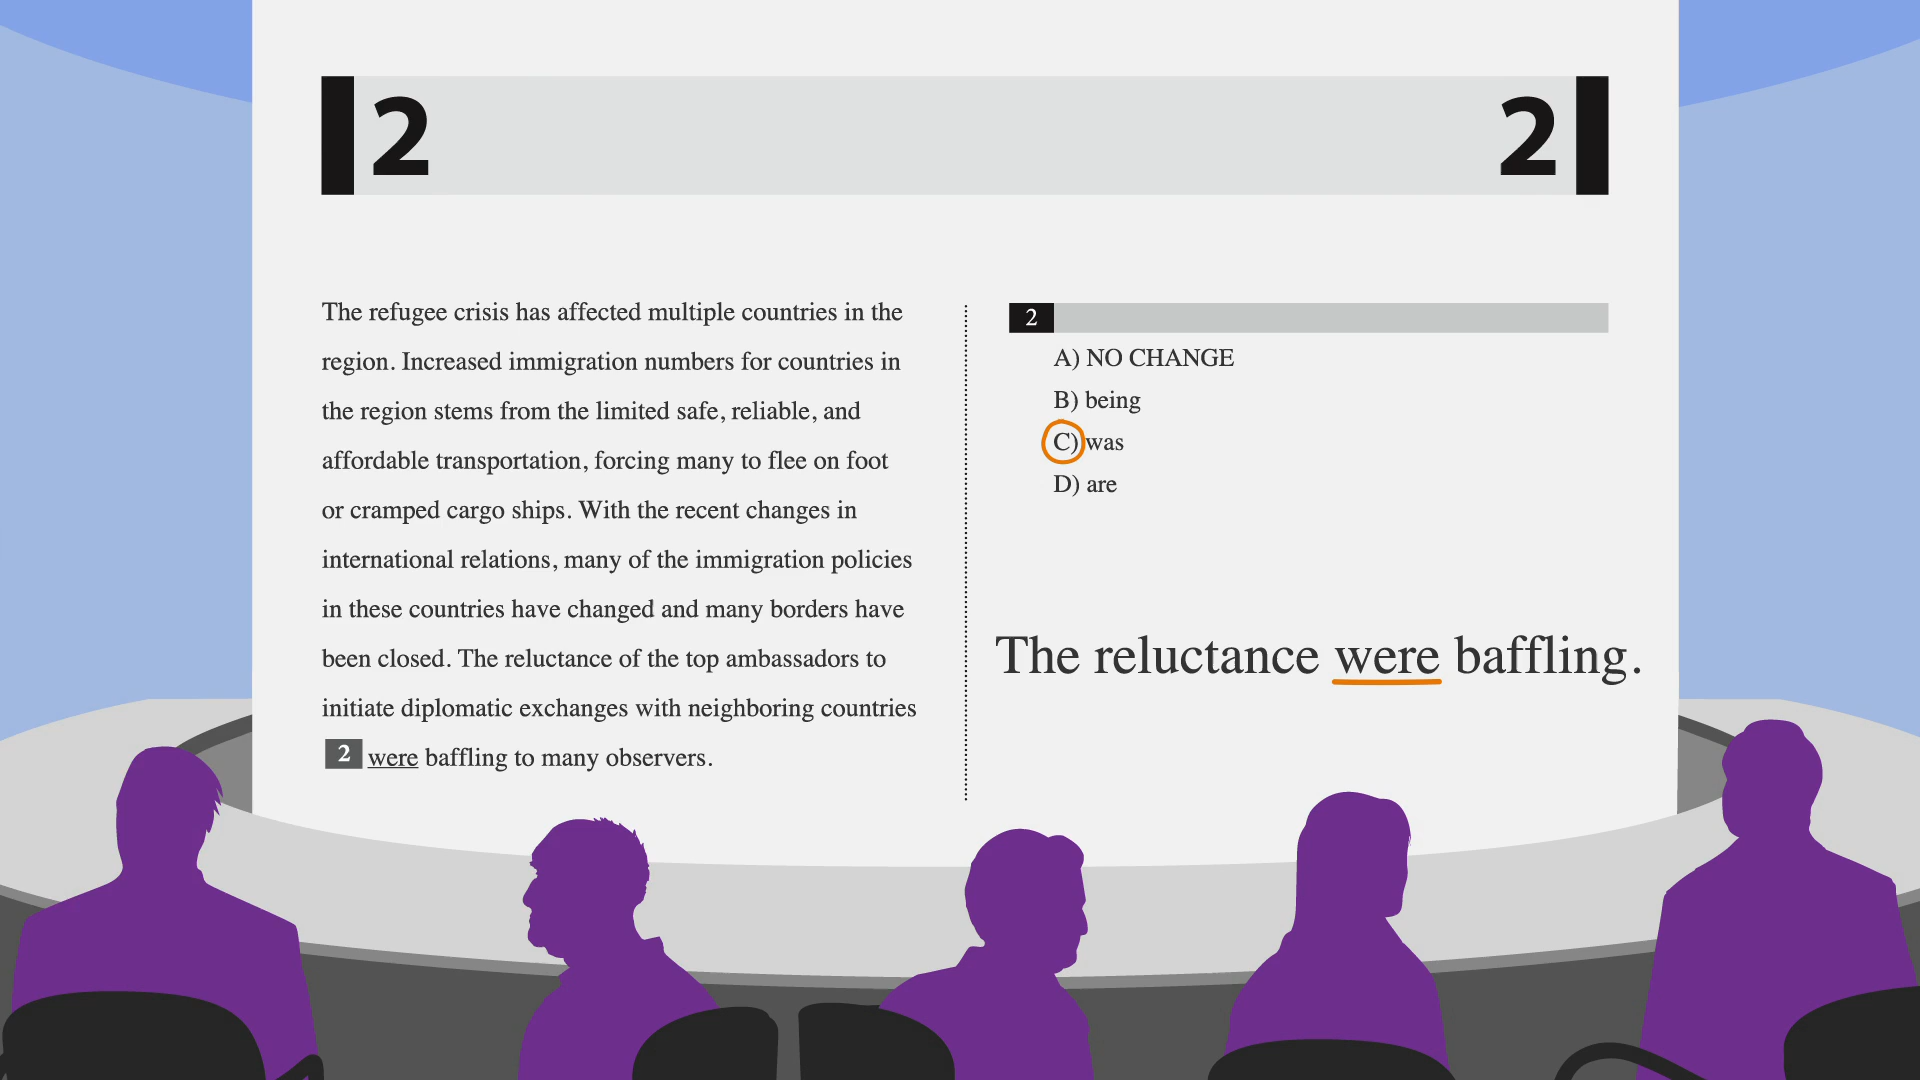 2 2
The refugee crisis has affected multiple countries in the
region. Increased immigration numbers for countries in
the region stems from the limited safe, reliable, and
affordable transportation, forcing many to flee on foot
or cramped cargo ships. With the recent changes in
international relations, many of the immigration policies
in these countries have changed and many borders have
been closed. The reluctance of the top ambassadors to
initiate diplomatic exchanges with neighboring countries
2 were baffling to many observers.
2
A) NO CHANGE
B) being
C) was
D) are
The reluctance were baffling.